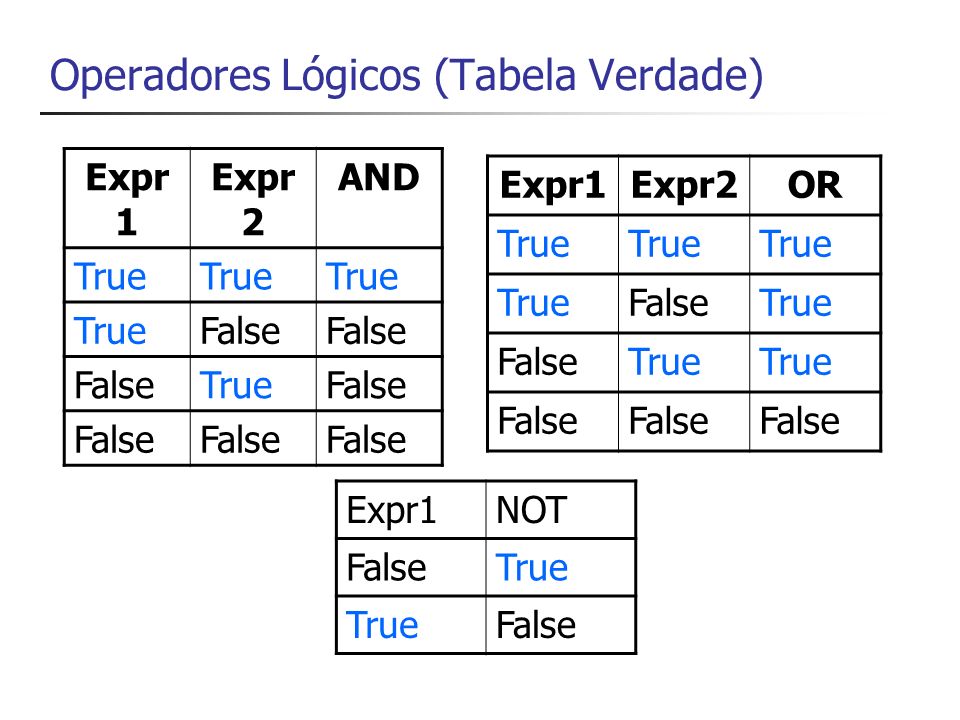 Operadores Lógicos (Tabela Verdade)
Expr 1 Expr 2 AND
True True True
True False False
False True False
False False False
Expr1 Expr2 OR
True True True
True False True
False True True
False False False
Expr1 NOT
False True
True False